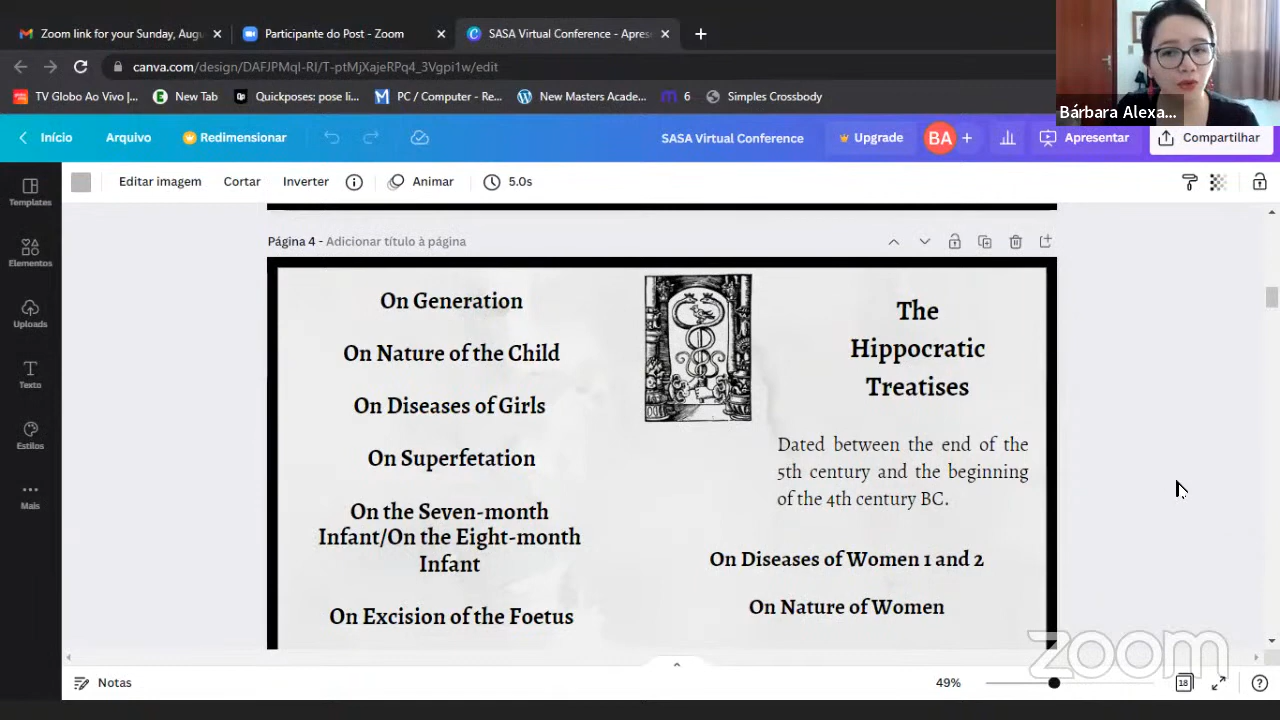 Zoom link for your Sunday, Augu
Participante do Post - Zoom
SASA Virtual Conference - Apres
canva.com/design/DAFJPMqI-RI/T-ptMjXajeRPq4_3Vgpi1w/edit
TV Globo Ao Vivo |...
New Tab
Quickposes: pose li...
PC / Computer - Re...
New Masters Acade...
6
Simples Crossbody
Bárbara Alexa...
Início
Arquivo
Redimensionar
SASA Virtual Conference
Upgrade
BA
Apresentar
Compartilhar
Editar imagem
Cortar
Inverter
Animar
5.0s
Templates
Elementos
Uploads
Texto
Estilos
Mais
Página 4 - Adicionar título à página
On Generation
On Nature of the Child
On Diseases of Girls
On Superfetation
On the Seven-month
Infant/On the Eight-month
Infant
On Excision of the Foetus
The
Hippocratic
Treatises
Dated between the end of the
5th century and the beginning
of the 4th century BC.
On Diseases of Women 1 and 2
On Nature of Women
zoom
Notas
49%
18